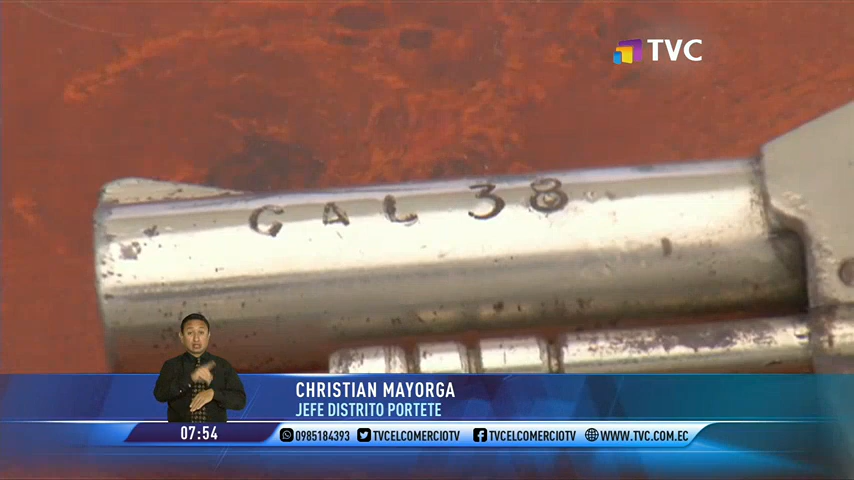 TVC
CAL 38
CHRISTIAN MAYORGA
JEFE DISTRITO PORTETE
07:54 0985184393 TVCELCOMERCIOTV TVCELCOMERCIOTV WWW.TVC.COM.EC